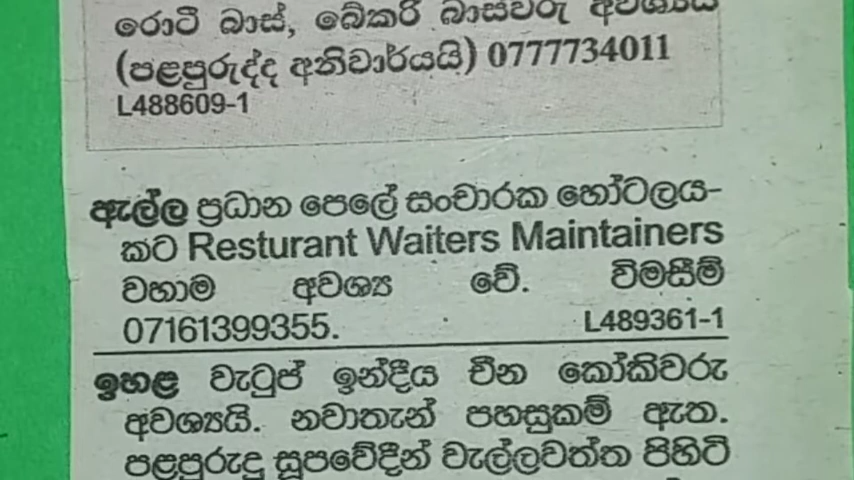 රොටි බාස්, බේකරි බාස්වරු අවශ්‍යයි
(පළපුරුද්ද අනිවාර්යයි) 0777734011
L488609-1
ඇල්ල ප්‍රධාන පෙලේ සංචාරක හෝටලය-
කට Resturant Waiters Maintainers
වහාම අවශ්‍ය වේ. විමසීම්
07161399355. L489361-1
ඉහළ වැටුප් ඉන්දීය චීන කෝකිවරු
අවශ්‍යයි. නවාතැන් පහසුකම් ඇත.
පළපුරුදු සූපවේදීන් වැල්ලවත්ත පිහිටි